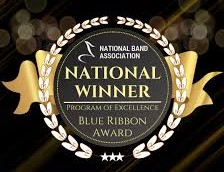 NATIONAL BAND
ASSOCIATION
NATIONAL
WINNER
PROGRAM OF EXCELLENCE
BLUE RIBBON
AWARD